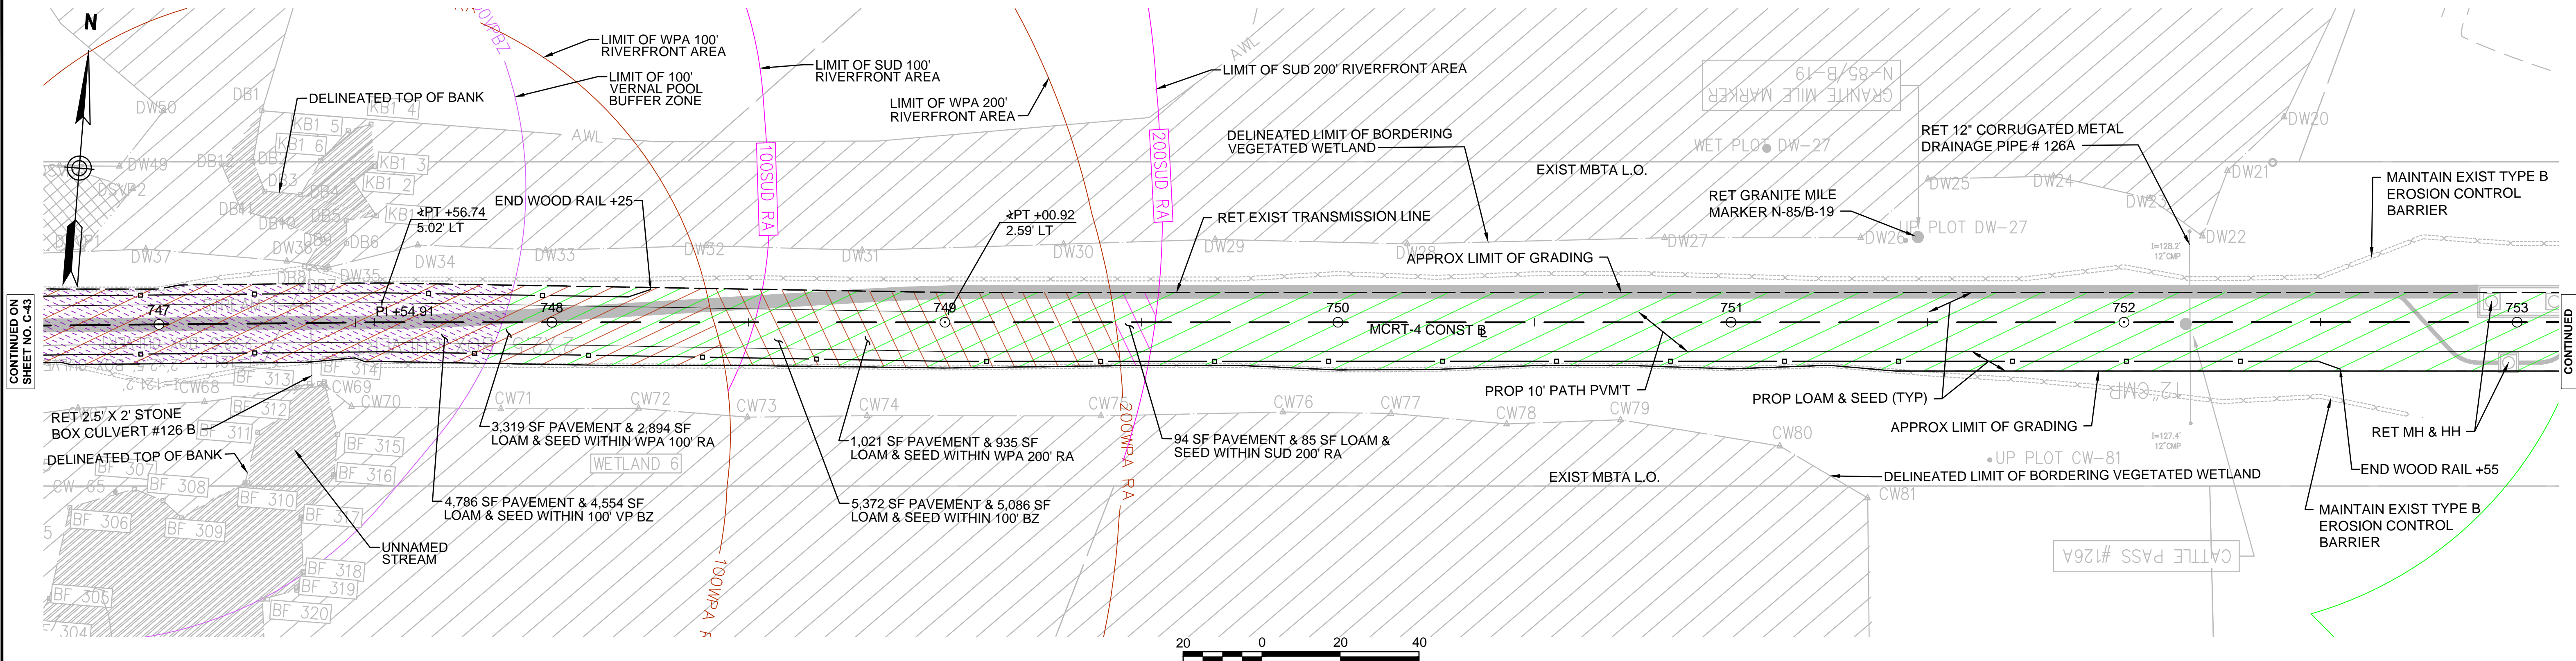 N
LIMIT OF WPA 100'
RIVERFRONT AREA
LIMIT OF 100'
VERNAL POOL
BUFFER ZONE
LIMIT OF SUD 100'
RIVERFRONT AREA
LIMIT OF WPA 200'
RIVERFRONT AREA
LIMIT OF SUD 200' RIVERFRONT AREA
AWL
AWL
DELINEATED LIMIT OF BORDERING
VEGETATED WETLAND
GRANITE MILE MARKER
N-85/B-19
WET PLOT DW-27
EXIST MBTA L.O.
RET GRANITE MILE
MARKER N-85/B-19
UP PLOT DW-27
RET 12" CORRUGATED METAL
DRAINAGE PIPE # 126A
MAINTAIN EXIST TYPE B
EROSION CONTROL
BARRIER
DELINEATED TOP OF BANK
DB1
DW50
DW49
KB1 4
KB1 5
KB1 6
KB1 3
KB1 2
DB12
DB3
DB4
DB5
DB10
DB6
DW37
DW36
DW35
DW34
DW33
DW32
DW31
DW30
DW29
DW28
DW27
DW26
DW25
DW24
DW23
DW22
DW21
DW20
100SUD RA
200SUD RA
PT +56.74
5.02' LT
END WOOD RAIL +25
PT +00.92
2.59' LT
RET EXIST TRANSMISSION LINE
APPROX LIMIT OF GRADING
I=128.2'
12"CMP
CONTINUED ON
SHEET NO. C-43
747
PI +54.91
748
749
750
751
752
753
MCRT-4 CONST BL
CONTINUED
RET 2.5' X 2' STONE
BOX CULVERT #126 B
DELINEATED TOP OF BANK
CW68
CW69
CW70
CW71
CW72
CW73
CW74
CW75
CW76
CW77
CW78
CW79
CW80
CW81
CW-65
BF 314
BF 313
BF 312
BF 311
BF 315
BF 316
BF 307
BF 308
BF 310
BF 306
BF 309
BF 317
BF 318
BF 319
BF 320
BF 305
304
UNNAMED
STREAM
3,319 SF PAVEMENT & 2,894 SF
LOAM & SEED WITHIN WPA 100' RA
WETLAND 6
4,786 SF PAVEMENT & 4,554 SF
LOAM & SEED WITHIN 100' VP BZ
1,021 SF PAVEMENT & 935 SF
LOAM & SEED WITHIN WPA 200' RA
5,372 SF PAVEMENT & 5,086 SF
LOAM & SEED WITHIN 100' BZ
94 SF PAVEMENT & 85 SF LOAM &
SEED WITHIN SUD 200' RA
200WPA RA
100WPA
PROP 10' PATH PVM'T
PROP LOAM & SEED (TYP)
APPROX LIMIT OF GRADING
12" CMP
I=127.4'
12"CMP
UP PLOT CW-81
EXIST MBTA L.O.
DELINEATED LIMIT OF BORDERING VEGETATED WETLAND
RET MH & HH
END WOOD RAIL +55
MAINTAIN EXIST TYPE B
EROSION CONTROL
BARRIER
CATTLE PASS #126A
20 0 20 40